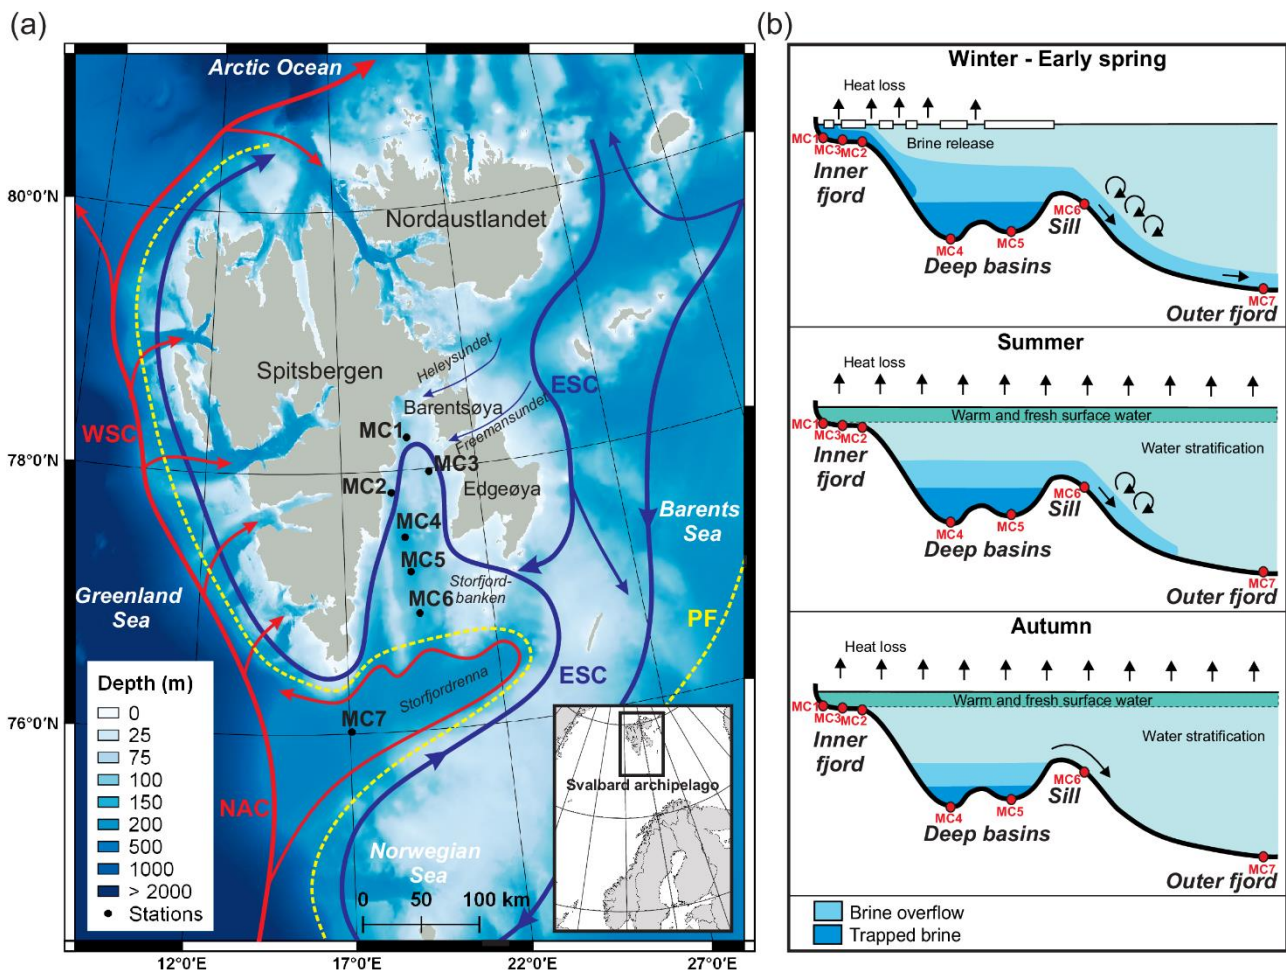 (a)
Arctic Ocean
80°0'N
Nordaustlandet
Heleysundet
Spitsbergen
ESC
Barentsøya
Freemansundet
WSC
MC1
78°0'N
MC3
MC2
Edgeøya
MC4
Barents
Sea
MC5
Storfjord-
banken
MC6
Greenland
Sea
PF
ESC
Storfjordrenna
76°0'N
MC7
NAC
Norwegian
Sea
Depth (m)
0
25
75
100
150
200
500
1000
> 2000
Stations
0 50 100 km
Svalbard archipelago
12°0'E 17°0'E 22°0'E 27°0'E
(b)
Winter - Early spring
Heat loss
MC1
MC3
MC2
Brine release
Inner
fjord
MC6
Sill
MC4
MC5
Deep basins
MC7
Outer fjord
Summer
Heat loss
Warm and fresh surface water
MC1
MC3
MC2
Water stratification
Inner
fjord
MC6
Sill
MC4
MC5
Deep basins
MC7
Outer fjord
Autumn
Heat loss
Warm and fresh surface water
MC1
MC3
MC2
Water stratification
Inner
fjord
MC6
Sill
MC4
MC5
Deep basins
MC7
Outer fjord
Brine overflow
Trapped brine